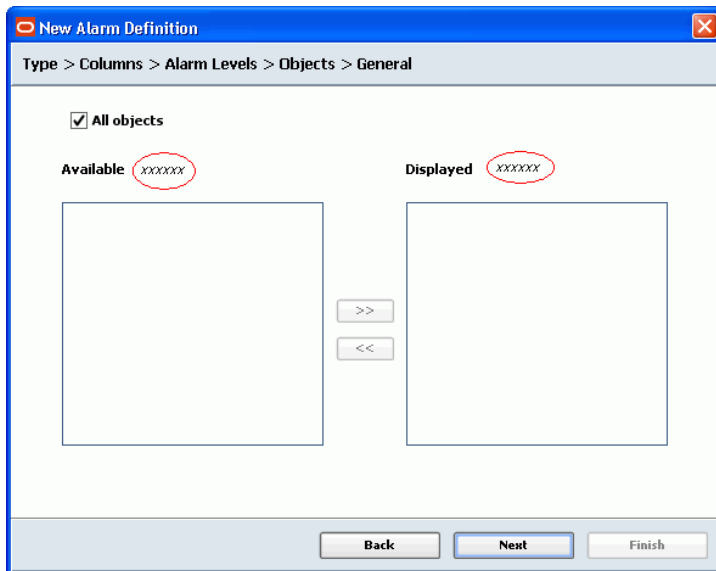 New Alarm Definition
Type > Columns > Alarm Levels > Objects > General
All objects
Available xxxxxx
Displayed xxxxxx
>>
<<
Back Next Finish